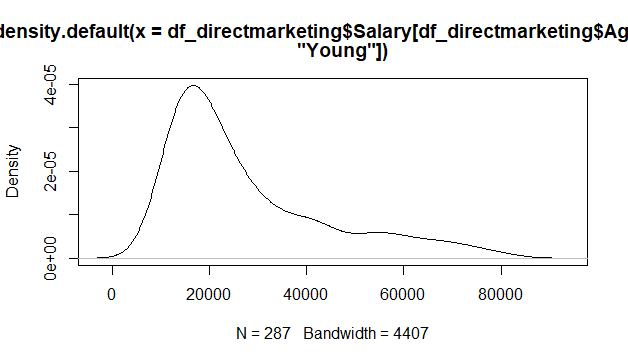 density.default(x = df_directmarketing$Salary[df_directmarketing$Ag
"Young"])
Density
4e-05
2e-05
0e+00
0
20000
40000
60000
80000
N = 287 Bandwidth = 4407